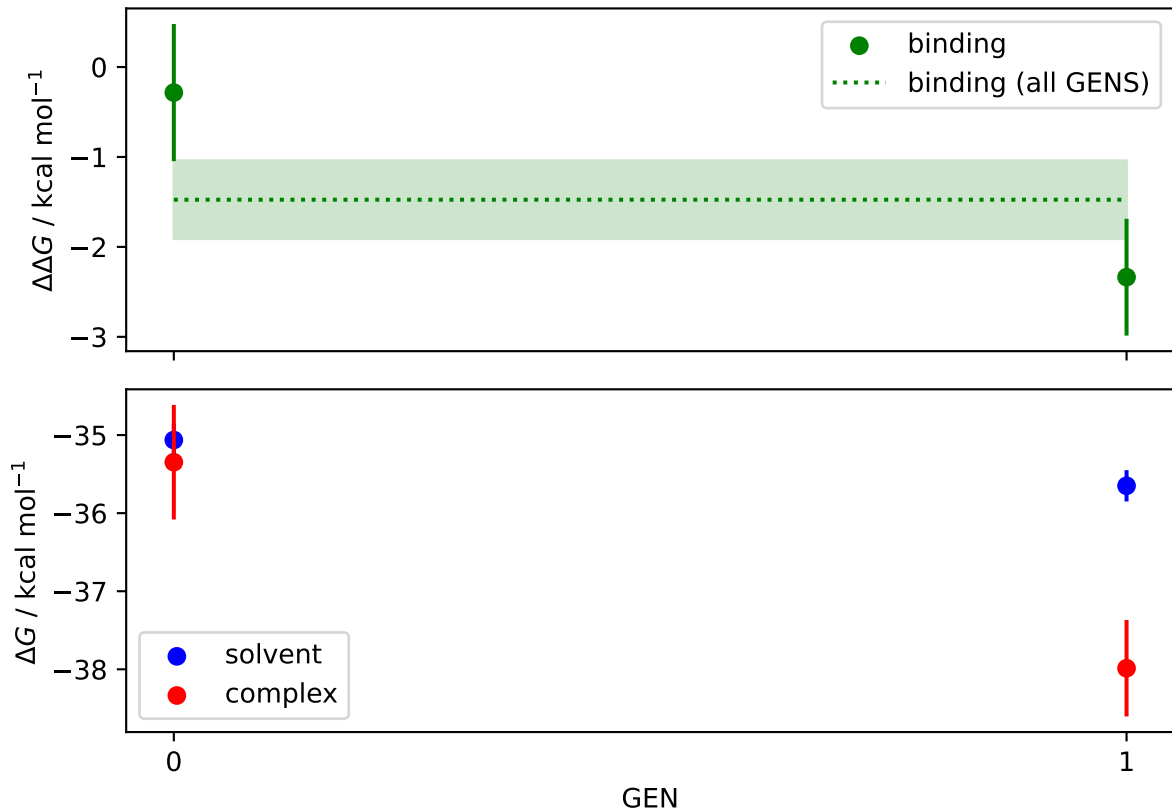 0
−1
−2
−3
ΔΔG / kcal mol⁻¹
binding
binding (all GENS)
−35
−36
−37
−38
ΔG / kcal mol⁻¹
solvent
complex
0
1
GEN